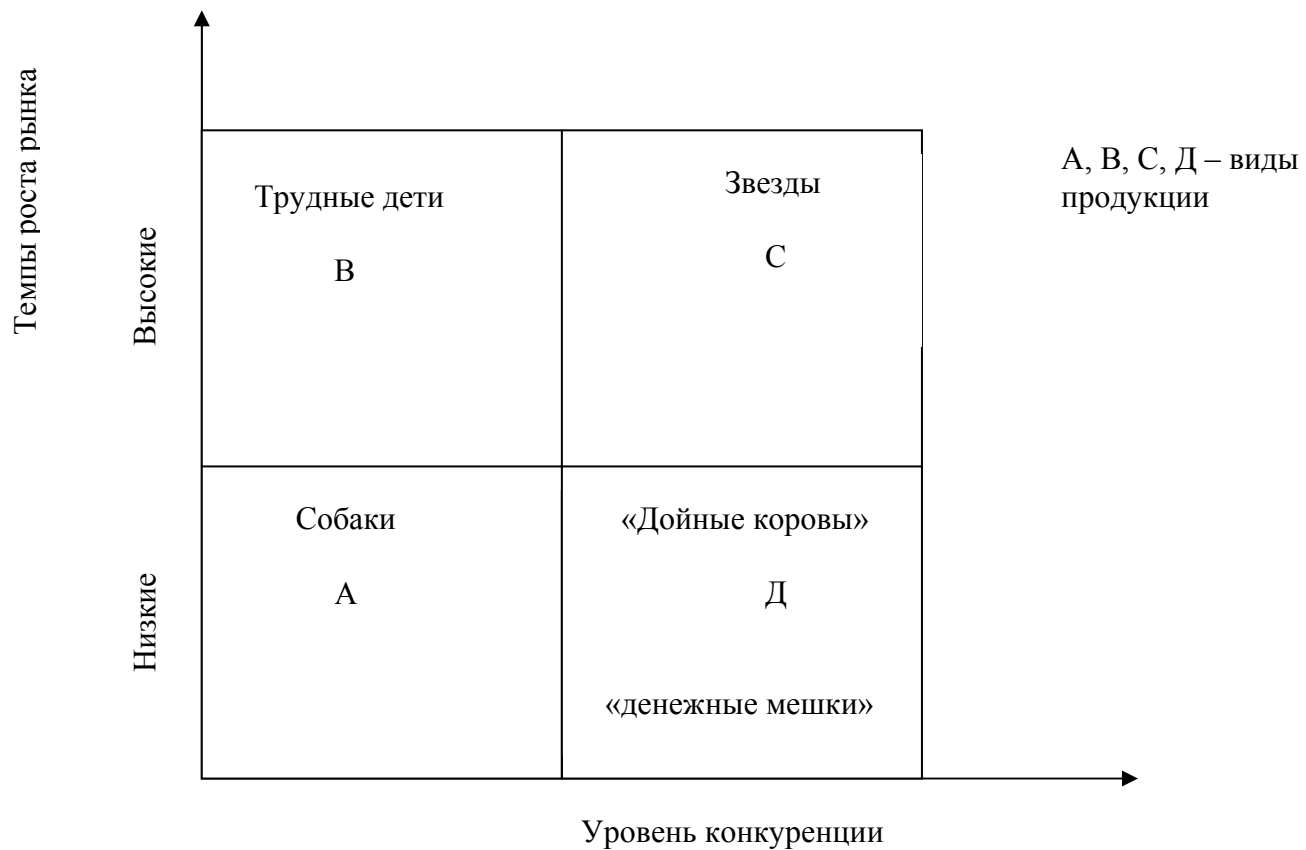 Темпы роста рынка
Высокие
Низкие
Трудные дети
В
Звезды
С
А, В, С, Д – виды
продукции
Собаки
А
«Дойные коровы»
Д
«денежные мешки»
Уровень конкуренции